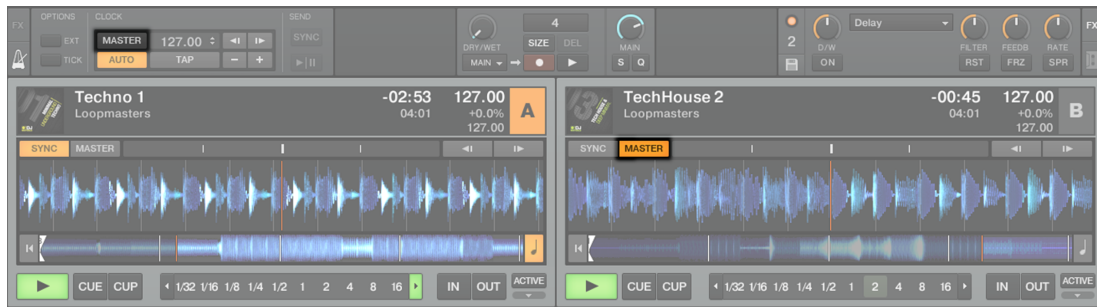 FX OPTIONS CLOCK SEND
EXT MASTER 127.00 SYNC
TICK AUTO TAP
DRY/WET 4 SIZE DEL MAIN
MAIN S Q
2 D/W Delay FILTER FEEDB RATE FX
ON RST FRZ SPR
Techno 1 -02:53 127.00 A
Loopmasters 04:01 +0.0%
127.00
SYNC MASTER
CUE CUP 1/32 1/16 1/8 1/4 1/2 1 2 4 8 16 IN OUT ACTIVE
TechHouse 2 -00:45 127.00 B
Loopmasters 04:01 +0.0%
127.00
SYNC MASTER
CUE CUP 1/32 1/16 1/8 1/4 1/2 1 2 4 8 16 IN OUT ACTIVE